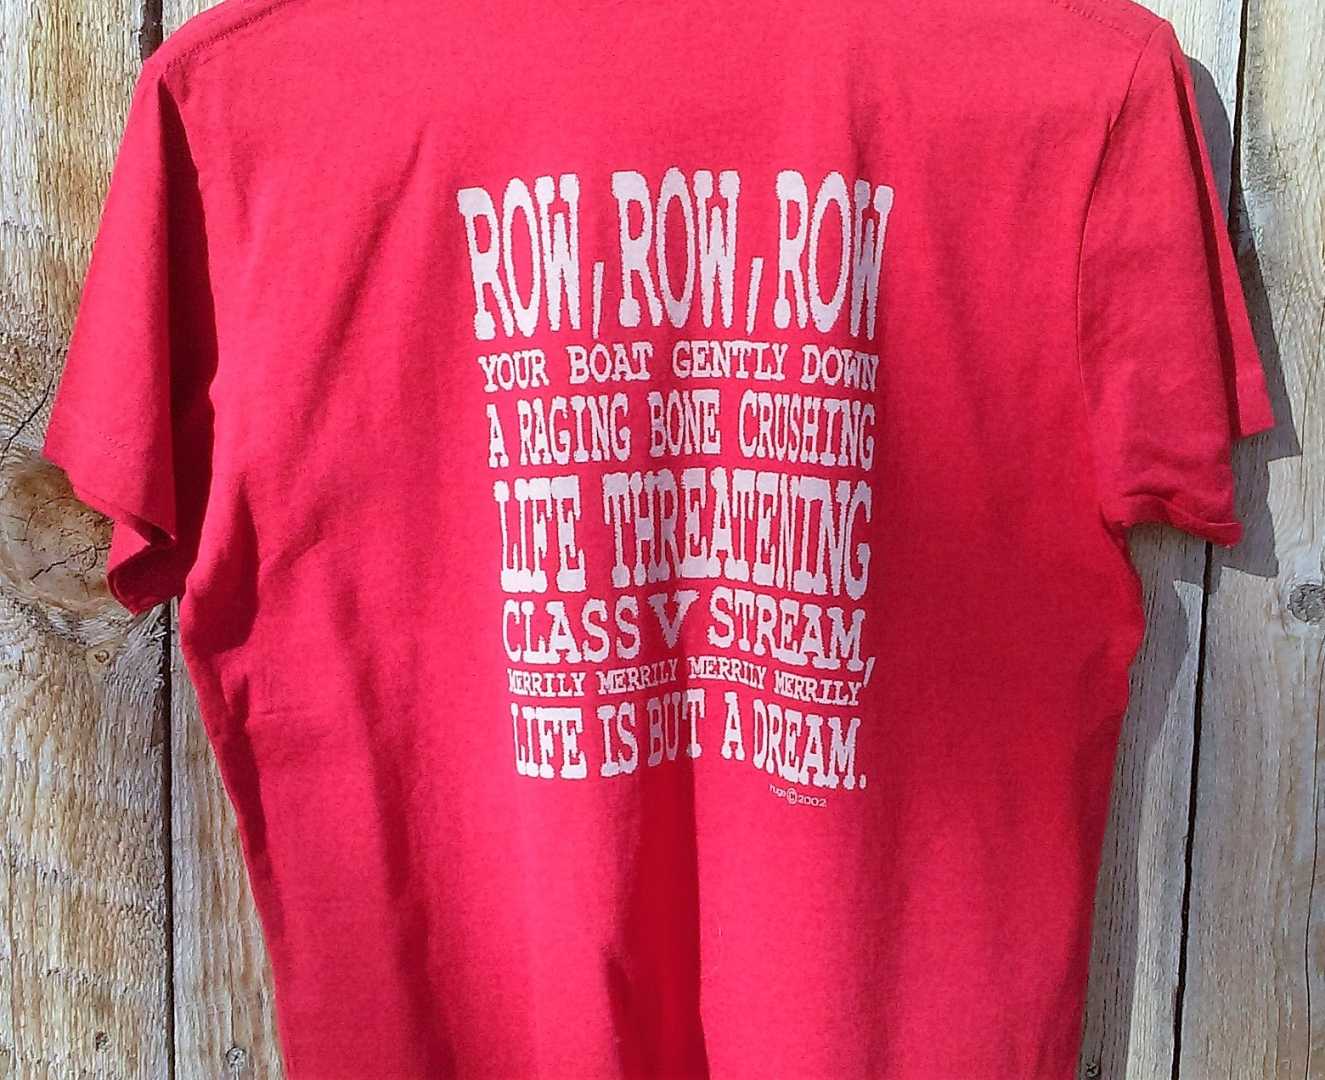 ROW, ROW, ROW
YOUR BOAT GENTLY DOWN
A RAGING BONE CRUSHING
LIFE THREATENING
CLASS V STREAM,
MERRILY MERRILY MERRILY MERRILY
LIFE IS BUT A DREAM.
©2002